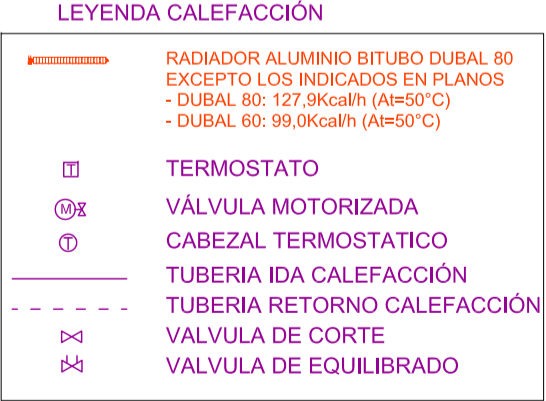 LEYENDA CALEFACCIÓN
RADIADOR ALUMINIO BITUBO DUBAL 80
EXCEPTO LOS INDICADOS EN PLANOS
- DUBAL 80: 127,9Kcal/h (At=50°C)
- DUBAL 60: 99,0Kcal/h (At=50°C)
T TERMOSTATO
M VÁLVULA MOTORIZADA
T CABEZAL TERMOSTATICO
TUBERIA IDA CALEFACCIÓN
TUBERIA RETORNO CALEFACCIÓN
VALVULA DE CORTE
VALVULA DE EQUILIBRADO